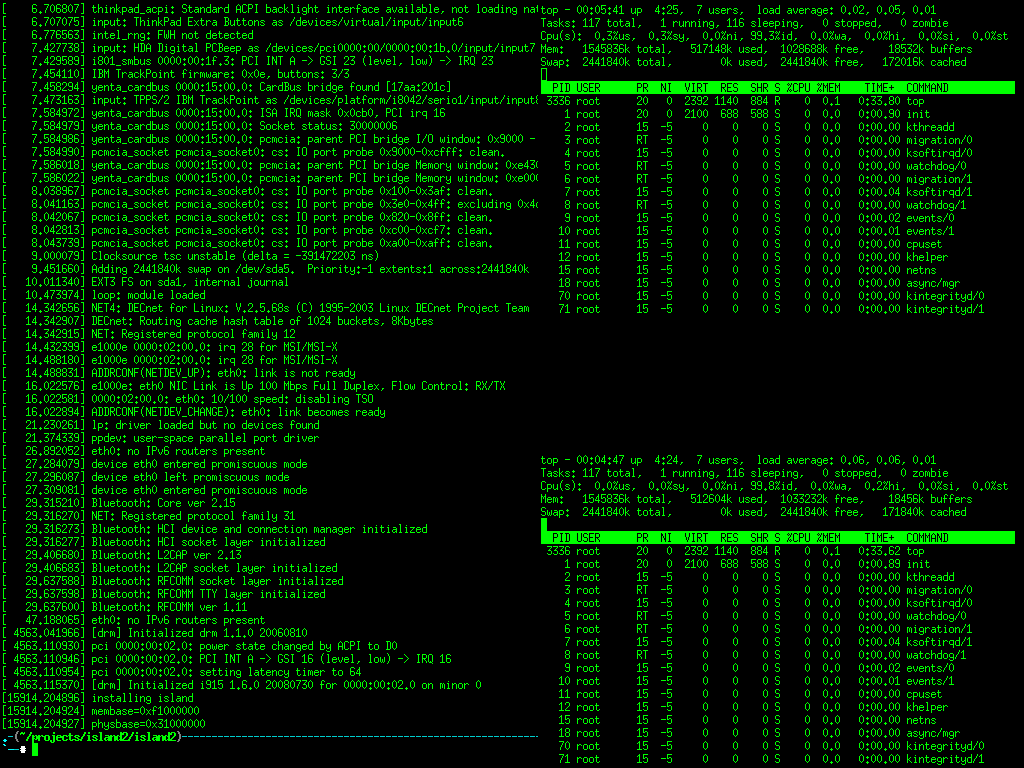 [    6.706807] thinkpad_acpi: Standard ACPI backlight interface available, not loading nat
[    6.707075] input: ThinkPad Extra Buttons as /devices/virtual/input/input6
[    6.776563] intel_rng: FWH not detected
[    7.427738] input: HDA Digital PCBeep as /devices/pci0000:00/0000:00:1b.0/input/input7
[    7.429589] i801_smbus 0000:00:1f.3: PCI INT A -> GSI 23 (level, low) -> IRQ 23
[    7.454110] IBM TrackPoint firmware: 0x0e, buttons: 3/3
[    7.458294] yenta_cardbus 0000:15:00.0: CardBus bridge found [17aa:201c]
[    7.473163] input: TPPS/2 IBM TrackPoint as /devices/platform/i8042/serio1/input/input8
[    7.584972] yenta_cardbus 0000:15:00.0: ISA IRQ mask 0x0cb0, PCI irq 16
[    7.584979] yenta_cardbus 0000:15:00.0: Socket status: 30000006
[    7.584986] yenta_cardbus 0000:15:00.0: pcmcia: parent PCI bridge I/O window: 0x9000 -
[    7.584990] pcmcia_socket pcmcia_socket0: cs: IO port probe 0x9000-0xcfff: clean.
[    7.586018] yenta_cardbus 0000:15:00.0: pcmcia: parent PCI bridge Memory window: 0xe430
[    7.586022] yenta_cardbus 0000:15:00.0: pcmcia: parent PCI bridge Memory window: 0xe000
[    8.038967] pcmcia_socket pcmcia_socket0: cs: IO port probe 0x100-0x3af: clean.
[    8.041163] pcmcia_socket pcmcia_socket0: cs: IO port probe 0x3e0-0x4ff: excluding 0x4d
[    8.042067] pcmcia_socket pcmcia_socket0: cs: IO port probe 0x820-0x8ff: clean.
[    8.042813] pcmcia_socket pcmcia_socket0: cs: IO port probe 0xc00-0xcf7: clean.
[    8.043739] pcmcia_socket pcmcia_socket0: cs: IO port probe 0xa00-0xaff: clean.
[    9.000079] Clocksource tsc unstable (delta = -391472203 ns)
[    9.451660] Adding 2441840k swap on /dev/sda5.  Priority:-1 extents:1 across:2441840k
[   10.011340] EXT3 FS on sda1, internal journal
[   10.473974] loop: module loaded
[   14.342656] NET4: DECnet for Linux: V.2.5.68s (C) 1995-2003 Linux DECnet Project Team
[   14.342907] DECnet: Routing cache hash table of 1024 buckets, 8Kbytes
[   14.342915] NET: Registered protocol family 12
[   14.432399] e1000e 0000:02:00.0: irq 28 for MSI/MSI-X
[   14.488180] e1000e 0000:02:00.0: irq 28 for MSI/MSI-X
[   14.488831] ADDRCONF(NETDEV_UP): eth0: link is not ready
[   16.022576] e1000e: eth0 NIC Link is Up 100 Mbps Full Duplex, Flow Control: RX/TX
[   16.022581] 0000:02:00.0: eth0: 10/100 speed: disabling TSO
[   16.022894] ADDRCONF(NETDEV_CHANGE): eth0: link becomes ready
[   21.230261] lp: driver loaded but no devices found
[   21.374339] ppdev: user-space parallel port driver
[   26.892052] eth0: no IPv6 routers present
[   27.284079] device eth0 entered promiscuous mode
[   27.296087] device eth0 left promiscuous mode
[   27.309081] device eth0 entered promiscuous mode
[   29.315210] Bluetooth: Core ver 2.15
[   29.316270] NET: Registered protocol family 31
[   29.316273] Bluetooth: HCI device and connection manager initialized
[   29.316277] Bluetooth: HCI socket layer initialized
[   29.406680] Bluetooth: L2CAP ver 2.13
[   29.406683] Bluetooth: L2CAP socket layer initialized
[   29.637588] Bluetooth: RFCOMM socket layer initialized
[   29.637598] Bluetooth: RFCOMM TTY layer initialized
[   29.637600] Bluetooth: RFCOMM ver 1.11
[   47.188065] eth0: no IPv6 routers present
[ 4563.041966] [drm] Initialized drm 1.1.0 20060810
[ 4563.110930] pci 0000:00:02.0: power state changed by ACPI to D0
[ 4563.110946] pci 0000:00:02.0: PCI INT A -> GSI 16 (level, low) -> IRQ 16
[ 4563.110954] pci 0000:00:02.0: setting latency timer to 64
[ 4563.115370] [drm] Initialized i915 1.6.0 20080730 for 0000:00:02.0 on minor 0
[15914.204896] installing island
[15914.204924] membase=0xf1000000
[15914.204927] physbase=0x31000000
-(~/projects/island2/island2)-
top - 00:05:41 up  4:25,  7 users,  load average: 0.02, 0.05, 0.01
Tasks: 117 total,   1 running, 116 sleeping,   0 stopped,   0 zombie
Cpu(s):  0.3%us,  0.3%sy,  0.0%ni, 99.3%id,  0.0%wa,  0.0%hi,  0.0%si,  0.0%st
Mem:   1545836k total,   517148k used,  1028688k free,    18532k buffers
Swap:  2441840k total,        0k used,  2441840k free,   172016k cached
PID USER      PR  NI  VIRT  RES  SHR S %CPU %MEM    TIME+  COMMAND
3336 root      20   0  2392 1140  884 R    0  0.1   0:33.80 top
1 root      20   0  2100  688  588 S    0  0.0   0:00.90 init
2 root      15  -5     0    0    0 S    0  0.0   0:00.00 kthreadd
3 root      RT  -5     0    0    0 S    0  0.0   0:00.00 migration/0
4 root      15  -5     0    0    0 S    0  0.0   0:00.00 ksoftirqd/0
5 root      RT  -5     0    0    0 S    0  0.0   0:00.00 watchdog/0
6 root      RT  -5     0    0    0 S    0  0.0   0:00.00 migration/1
7 root      15  -5     0    0    0 S    0  0.0   0:00.04 ksoftirqd/1
8 root      RT  -5     0    0    0 S    0  0.0   0:00.00 watchdog/1
9 root      15  -5     0    0    0 S    0  0.0   0:00.02 events/0
10 root      15  -5     0    0    0 S    0  0.0   0:00.01 events/1
11 root      15  -5     0    0    0 S    0  0.0   0:00.00 cpuset
12 root      15  -5     0    0    0 S    0  0.0   0:00.00 khelper
15 root      15  -5     0    0    0 S    0  0.0   0:00.00 netns
18 root      15  -5     0    0    0 S    0  0.0   0:00.00 async/mgr
70 root      15  -5     0    0    0 S    0  0.0   0:00.00 kintegrityd/0
71 root      15  -5     0    0    0 S    0  0.0   0:00.00 kintegrityd/1
top - 00:04:47 up  4:24,  7 users,  load average: 0.06, 0.06, 0.01
Tasks: 117 total,   1 running, 116 sleeping,   0 stopped,   0 zombie
Cpu(s):  0.0%us,  0.0%sy,  0.0%ni, 99.8%id,  0.0%wa,  0.2%hi,  0.0%si,  0.0%st
Mem:   1545836k total,   512604k used,  1033232k free,    18456k buffers
Swap:  2441840k total,        0k used,  2441840k free,   171840k cached
PID USER      PR  NI  VIRT  RES  SHR S %CPU %MEM    TIME+  COMMAND
3336 root      20   0  2392 1140  884 R    0  0.1   0:33.62 top
1 root      20   0  2100  688  588 S    0  0.0   0:00.89 init
2 root      15  -5     0    0    0 S    0  0.0   0:00.00 kthreadd
3 root      RT  -5     0    0    0 S    0  0.0   0:00.00 migration/0
4 root      15  -5     0    0    0 S    0  0.0   0:00.00 ksoftirqd/0
5 root      RT  -5     0    0    0 S    0  0.0   0:00.00 watchdog/0
6 root      RT  -5     0    0    0 S    0  0.0   0:00.00 migration/1
7 root      15  -5     0    0    0 S    0  0.0   0:00.04 ksoftirqd/1
8 root      RT  -5     0    0    0 S    0  0.0   0:00.00 watchdog/1
9 root      15  -5     0    0    0 S    0  0.0   0:00.02 events/0
10 root      15  -5     0    0    0 S    0  0.0   0:00.01 events/1
11 root      15  -5     0    0    0 S    0  0.0   0:00.00 cpuset
12 root      15  -5     0    0    0 S    0  0.0   0:00.00 khelper
15 root      15  -5     0    0    0 S    0  0.0   0:00.00 netns
18 root      15  -5     0    0    0 S    0  0.0   0:00.00 async/mgr
70 root      15  -5     0    0    0 S    0  0.0   0:00.00 kintegrityd/0
71 root      15  -5     0    0    0 S    0  0.0   0:00.00 kintegrityd/1